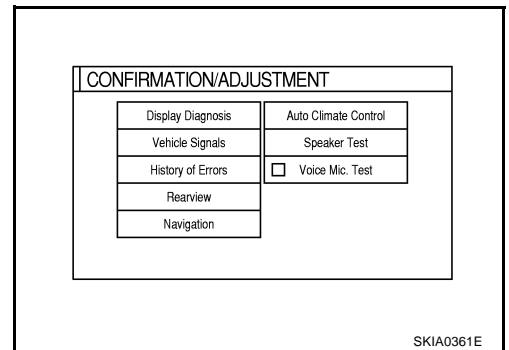 CONFIRMATION/ADJUSTMENT
Display Diagnosis
Vehicle Signals
History of Errors
Rearview
Navigation
Auto Climate Control
Speaker Test
Voice Mic. Test
SKIA0361E